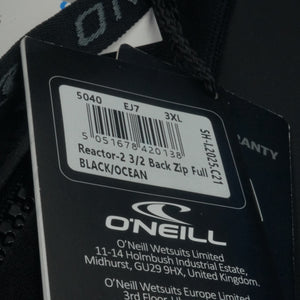 O'NEILL
5040 EJ7 3XL
5 051678 420138
Reactor-2 3/2 Back Zip Full
BLACK/OCEAN
SH-L2025.C21
RANTY
O'NEILL
O'Neill Wetsuits Limited
11-14 Holmbush Industrial Estate,
Midhurst, GU29 9HX, United Kingdom.
O'Neill Wetsuits Europe Limited
3rd Floor